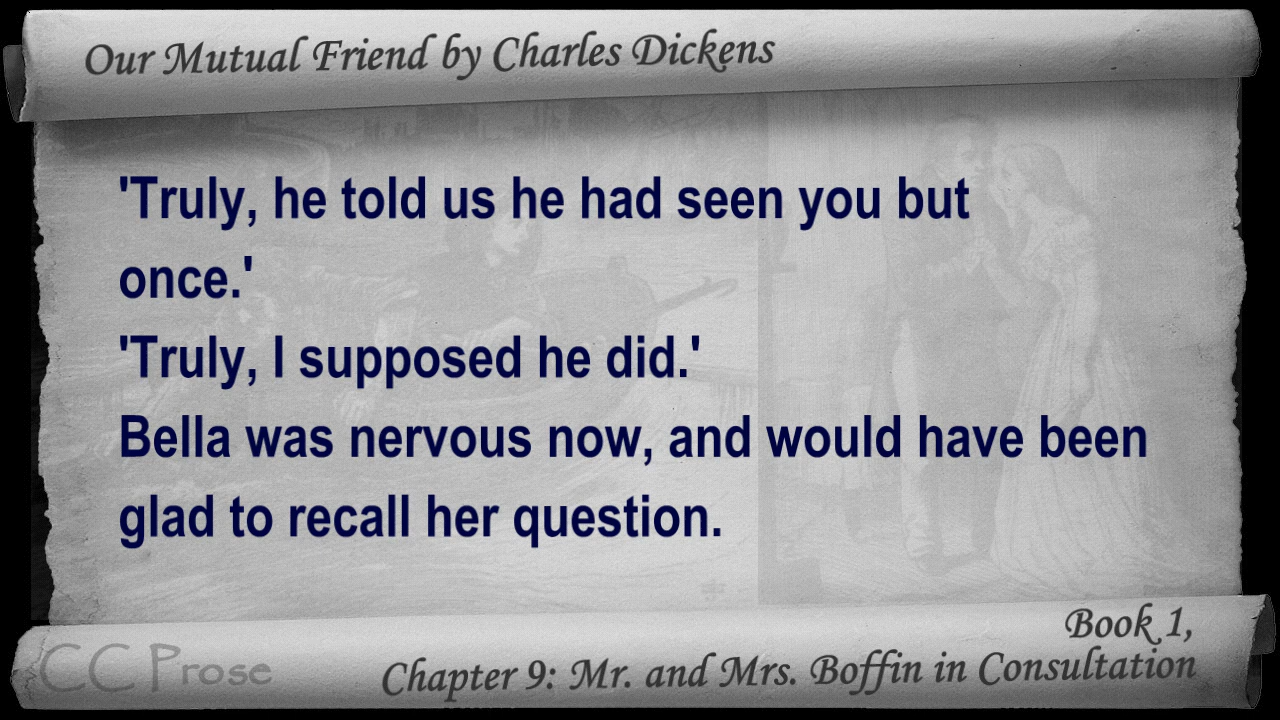 Our Mutual Friend by Charles Dickens
'Truly, he told us he had seen you but
once.'
'Truly, I supposed he did.'
Bella was nervous now, and would have been
glad to recall her question.
Book 1,
Chapter 9: Mr. and Mrs. Boffin in Consultation
CC Prose